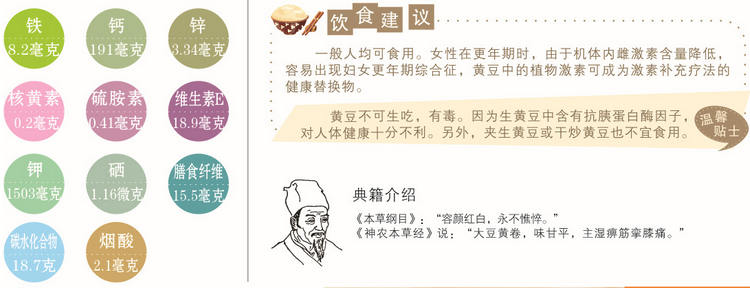 铁
8.2毫克
钙
191毫克
锌
3.34毫克
核黄素
0.2毫克
硫胺素
0.41毫克
维生素E
18.9毫克
钾
1503毫克
硒
1.16微克
膳食纤维
15.5毫克
碳水化合物
18.7克
烟酸
2.1毫克
饮食建议
一般人均可食用。女性在更年期时，由于机体内雌激素含量降低，
容易出现妇女更年期综合征，黄豆中的植物激素可成为激素补充疗法的
健康替换物。
黄豆不可生吃，有毒。因为生黄豆中含有抗胰蛋白酶因子，
对人体健康十分不利。另外，夹生黄豆或干炒黄豆也不宜食用。
温馨
贴士
典籍介绍
《本草纲目》：“容颜红白，永不憔悴。”
《神农本草经》说：“大豆黄卷，味甘平，主湿痹筋挛膝痛。”